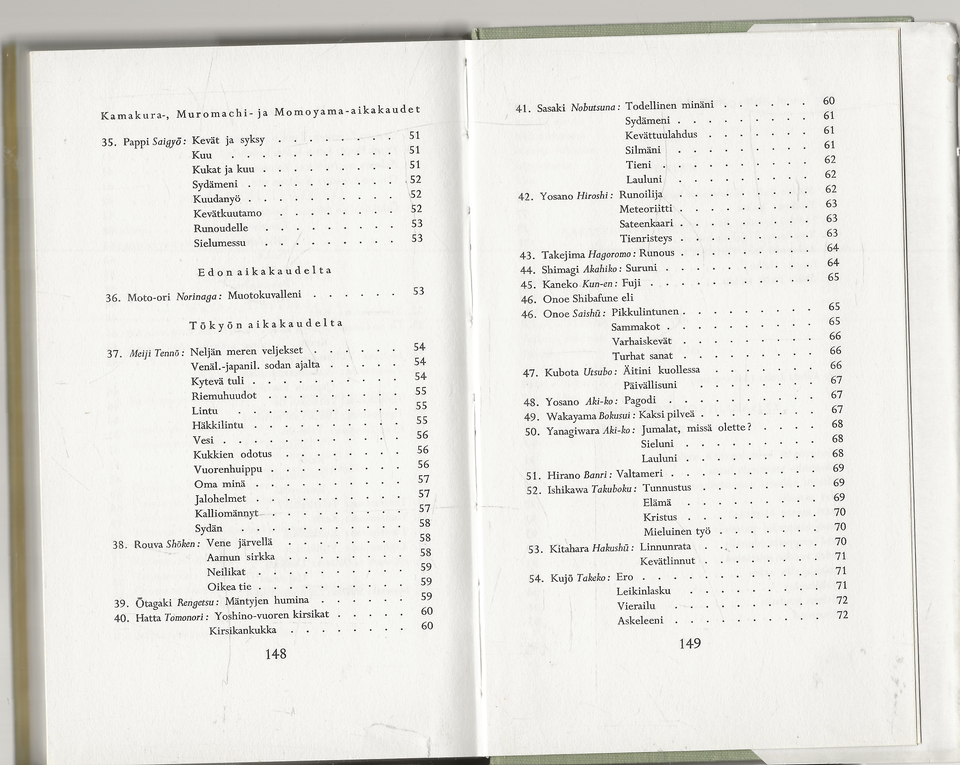 Kamakura-, Muromachi- ja Momoyama-aikakaudet
35. Pappi Saigyō: Kevät ja syksy . . . . . . . . 51
Kuu . . . . . . . . . . . 51
Kukat ja kuu . . . . . . . . . 51
Sydämeni . . . . . . . . . . 52
Kuudanyö . . . . . . . . . . 52
Kevätkuutamo . . . . . . . . 52
Runoudelle . . . . . . . . . 53
Sielumessu . . . . . . . . . 53
Edon aikakaudelta
36. Moto-ori Norinaga: Muotokuvalleni . . . . . . 53
Tōkyōn aikakaudelta
37. Meiji Tennō: Neljän meren veljekset . . . . . . 54
Venäl.-japanil. sodan ajalta . . . . . 54
Kytevä tuli . . . . . . . . . . 54
Riemuhuudot . . . . . . . . . 55
Lintu . . . . . . . . . . . 55
Häkkilintu . . . . . . . . . . 55
Vesi . . . . . . . . . . . . 56
Kukkien odotus . . . . . . . . 56
Vuorenhuippu . . . . . . . . . 56
Oma minä . . . . . . . . . . 57
Jalohelmet . . . . . . . . . . 57
Kalliomännyt . . . . . . . . . 57
Sydän . . . . . . . . . . . 58
38. Rouva Shōken: Vene järvellä . . . . . . . . 58
Aamun sirkka . . . . . . . . 58
Neilikat . . . . . . . . . . 59
Oikea tie . . . . . . . . . . 59
39. Ōtagaki Rengetsu: Mäntyjen humina . . . . . . 59
40. Hatta Tomonori: Yoshino-vuoren kirsikat . . . . . 60
Kirsikankukka . . . . . . . . 60
148
41. Sasaki Nobutsuna: Todellinen minäni . . . . . . 60
Sydämeni . . . . . . . . . 61
Kevättuulahdus . . . . . . . 61
Silmäni . . . . . . . . . 61
Tieni . . . . . . . . . . 62
Lauluni . . . . . . . . . 62
42. Yosano Hiroshi: Runoilija . . . . . . . . . 62
Meteoriitti . . . . . . . . . 63
Sateenkaari . . . . . . . . . 63
Tienristeys . . . . . . . . . 63
43. Takejima Hagoromo: Runous . . . . . . . . 64
44. Shimagi Akahiko: Suruni . . . . . . . . . 64
45. Kaneko Kun-en: Fuji . . . . . . . . . . 65
46. Onoe Shibafune eli
46. Onoe Saishū: Pikkulintunen . . . . . . . . 65
Sammakot . . . . . . . . . 65
Varhaiskevät . . . . . . . . 66
Turhat sanat . . . . . . . . 66
47. Kubota Utsubo: Äitini kuollessa . . . . . . . 66
Päivällisuni . . . . . . . 67
48. Yosano Aki-ko: Pagodi . . . . . . . . . 67
49. Wakayama Bokusui: Kaksi pilveä . . . . . . . 67
50. Yanagiwara Aki-ko: Jumalat, missä olette? . . . . 68
Sieluni . . . . . . . . . 68
Lauluni . . . . . . . . . 68
51. Hirano Banri: Valtameri . . . . . . . . . 69
52. Ishikawa Takuboku: Tunnustus . . . . . . . 69
Elämä . . . . . . . . . 69
Kristus . . . . . . . . . 70
Mieluinen työ . . . . . . . 70
53. Kitahara Hakushū: Linnunrata . . . . . . . 70
Kevätlinnut . . . . . . . 71
54. Kujō Takeko: Ero . . . . . . . . . . . 71
Leikinlasku . . . . . . . . . 71
Vierailu . . . . . . . . . . 72
Askeleeni . . . . . . . . . . 72
149